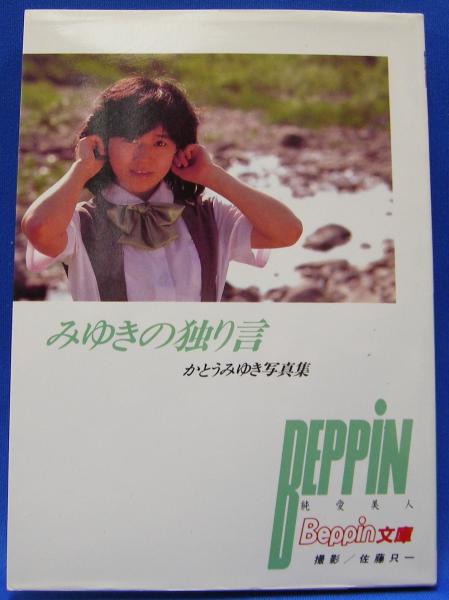 みゆきの独り言
かとうみゆき写真集
BEPPiN
純愛美人
Beppin文庫
撮影/佐藤只一